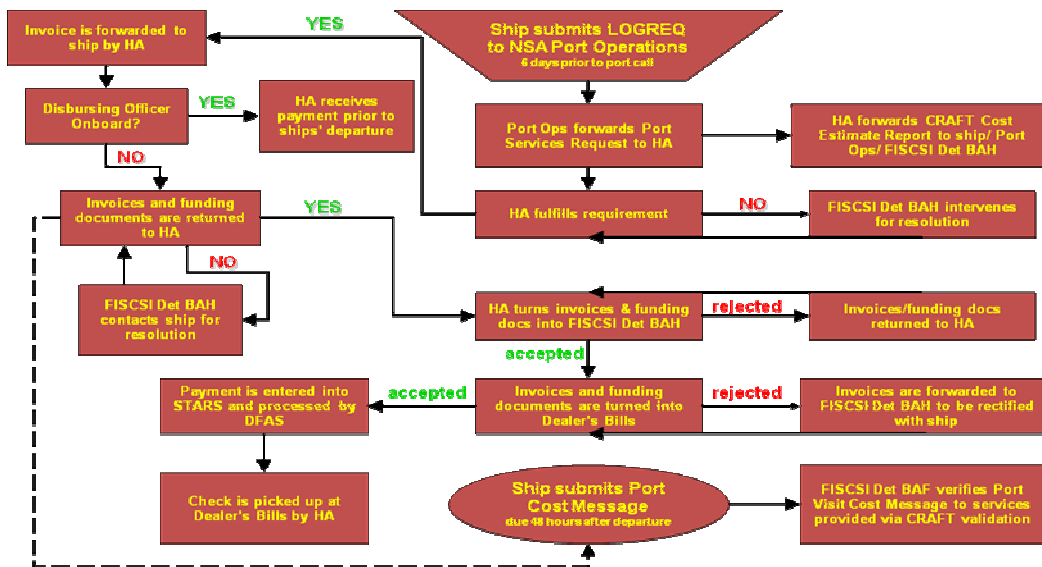 Invoice is forwarded to
ship by HA
YES
Ship submits LOGREQ
to NSA Port Operations
6 days prior to port call
Disbursing Officer
Onboard?
YES
HA receives
payment prior to
ships' departure
Port Ops forwards Port
Services Request to HA
HA forwards CRAFT Cost
Estimate Report to ship/ Port
Ops/ FISCSI Det BAH
NO
Invoices and funding
documents are returned
to HA
YES
HA fulfills requirement
NO
FISCSI Det BAH intervenes
for resolution
NO
FISCSI Det BAH
contacts ship for
resolution
HA turns invoices & funding
docs into FISCSI Det BAH
rejected
Invoices/funding docs
returned to HA
accepted
Payment is entered into
STARS and processed by
DFAS
accepted
Invoices and funding
documents are turned into
Dealer's Bills
rejected
Invoices are forwarded to
FISCSI Det BAH to be rectified
with ship
Check is picked up at
Dealer's Bills by HA
Ship submits Port
Cost Message
due 48 hours after departure
FISCSI Det BAF verifies Port
Visit Cost Message to services
provided via CRAFT validation